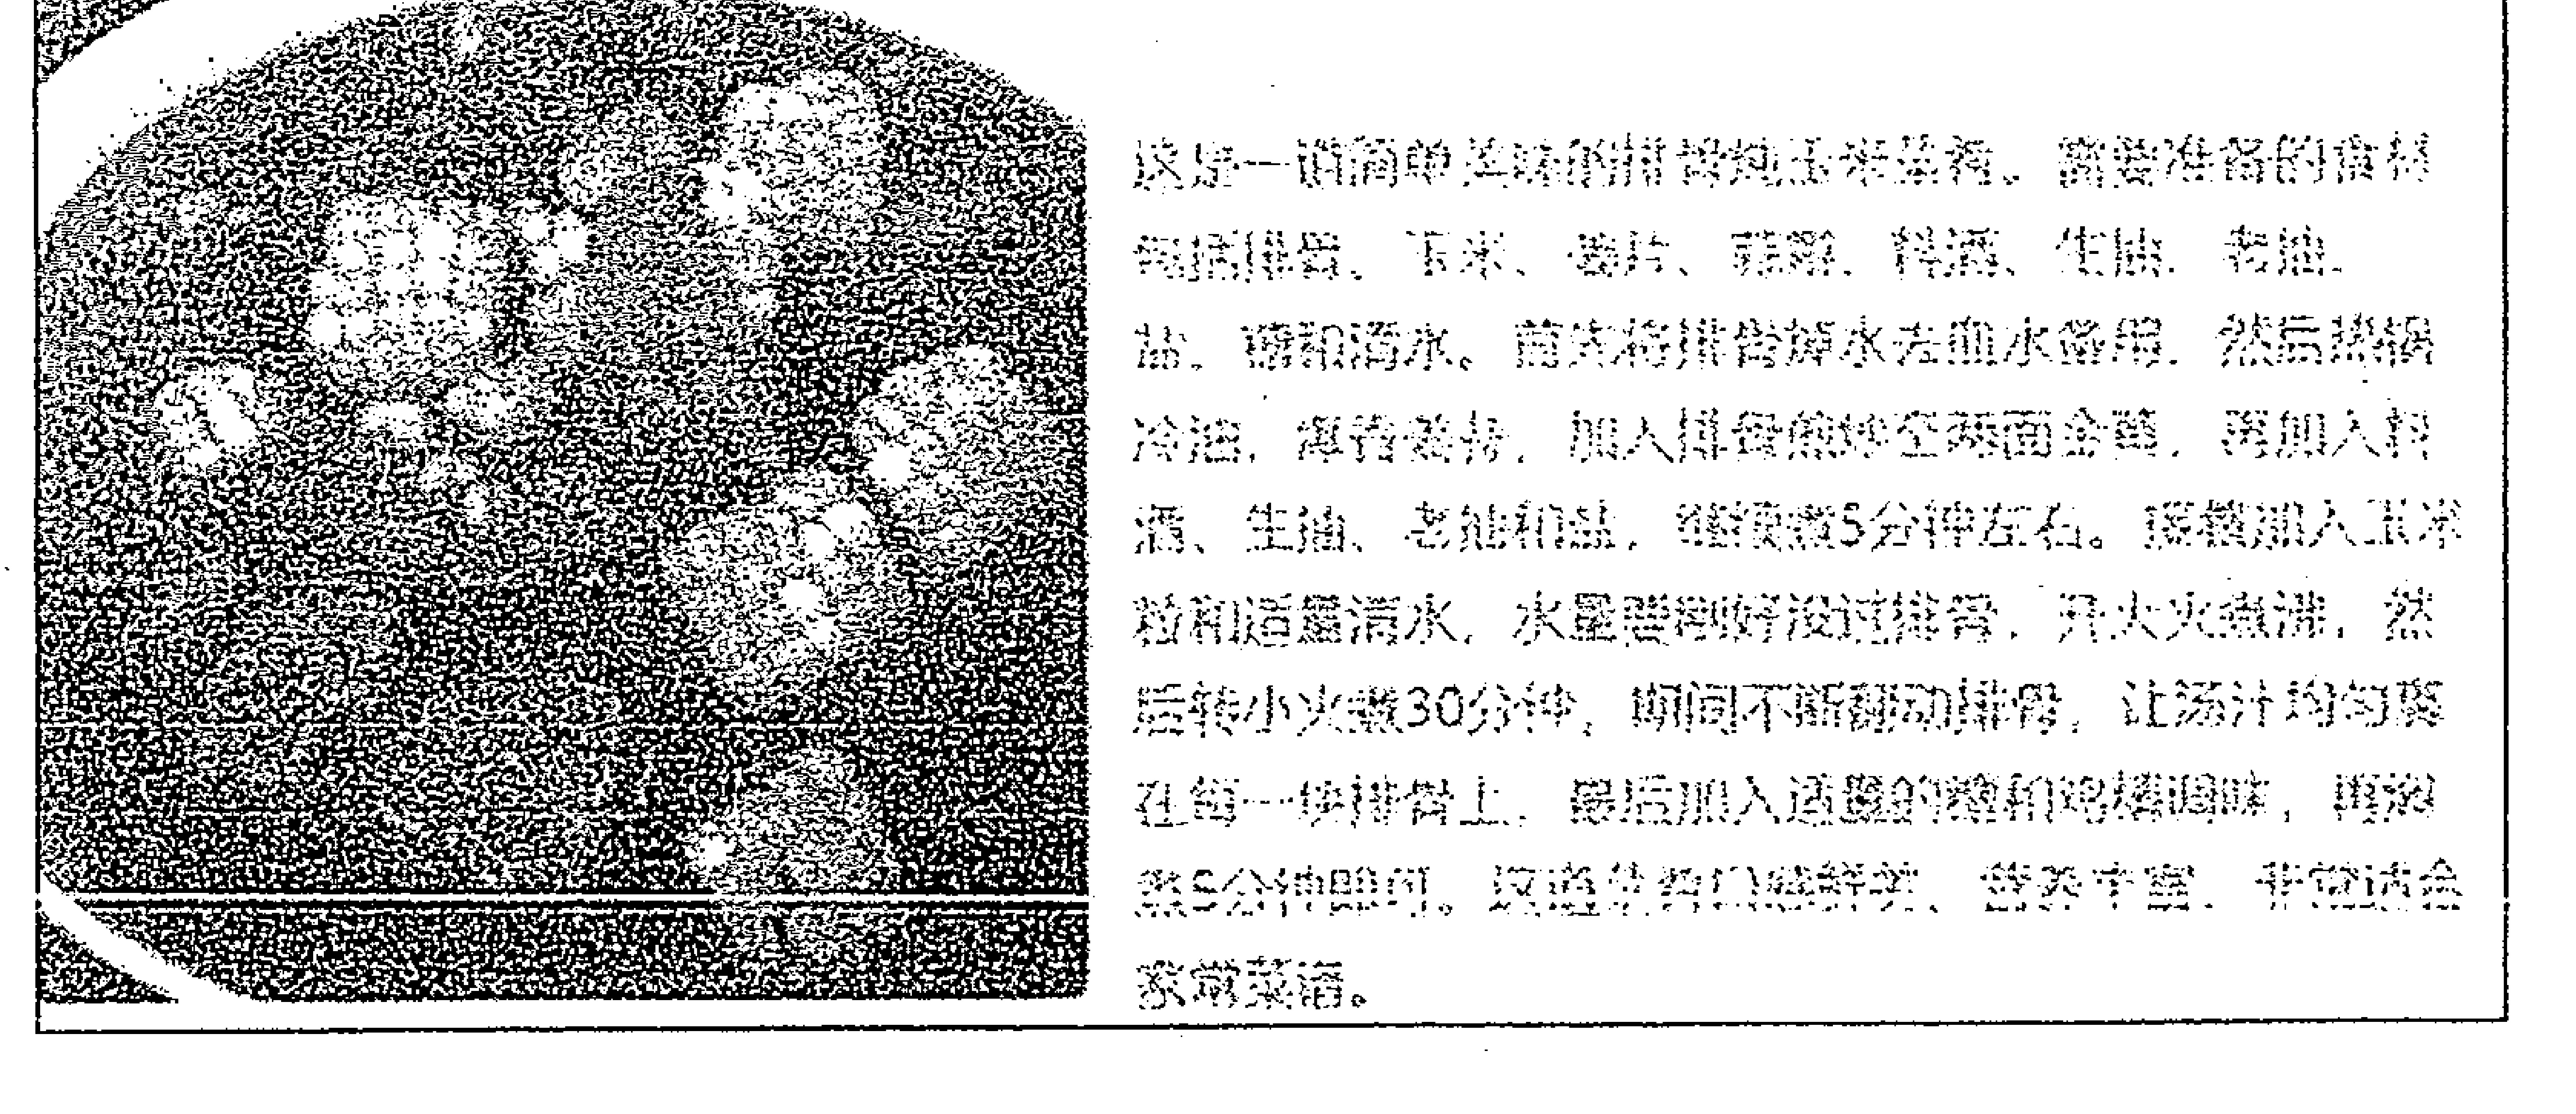 这是一道简单美味的排骨炖玉米菜肴。需要准备的食材
包括排骨、玉米、姜片、蒜瓣、料酒、生抽、老抽、
盐、糖和清水。首先将排骨焯水去血水备用，然后热锅
冷油，爆香姜片，加入排骨煎炒至两面金黄，再加入料
酒、生抽、老抽和盐，继续煮5分钟左右。接着加入玉米
粒和适量清水，水量要刚好没过排骨，开大火煮沸，然
后转小火煮30分钟，期间不断翻动排骨，让汤汁均匀裹
在每一块排骨上，最后加入适量的糖和鸡精调味，再煮
煮5分钟即可。这道菜肴口感鲜美，营养丰富，非常适合
家常菜谱。